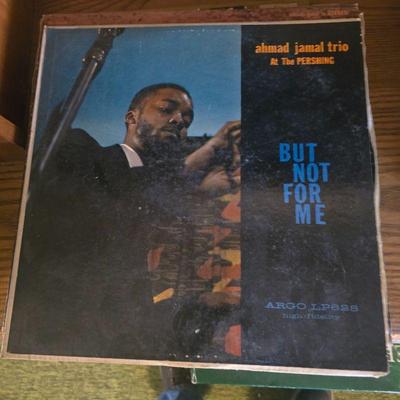 ahmad jamal trio
At The PERSHING
BUT
NOT
FOR
ME
ARGO LP628
high fidelity